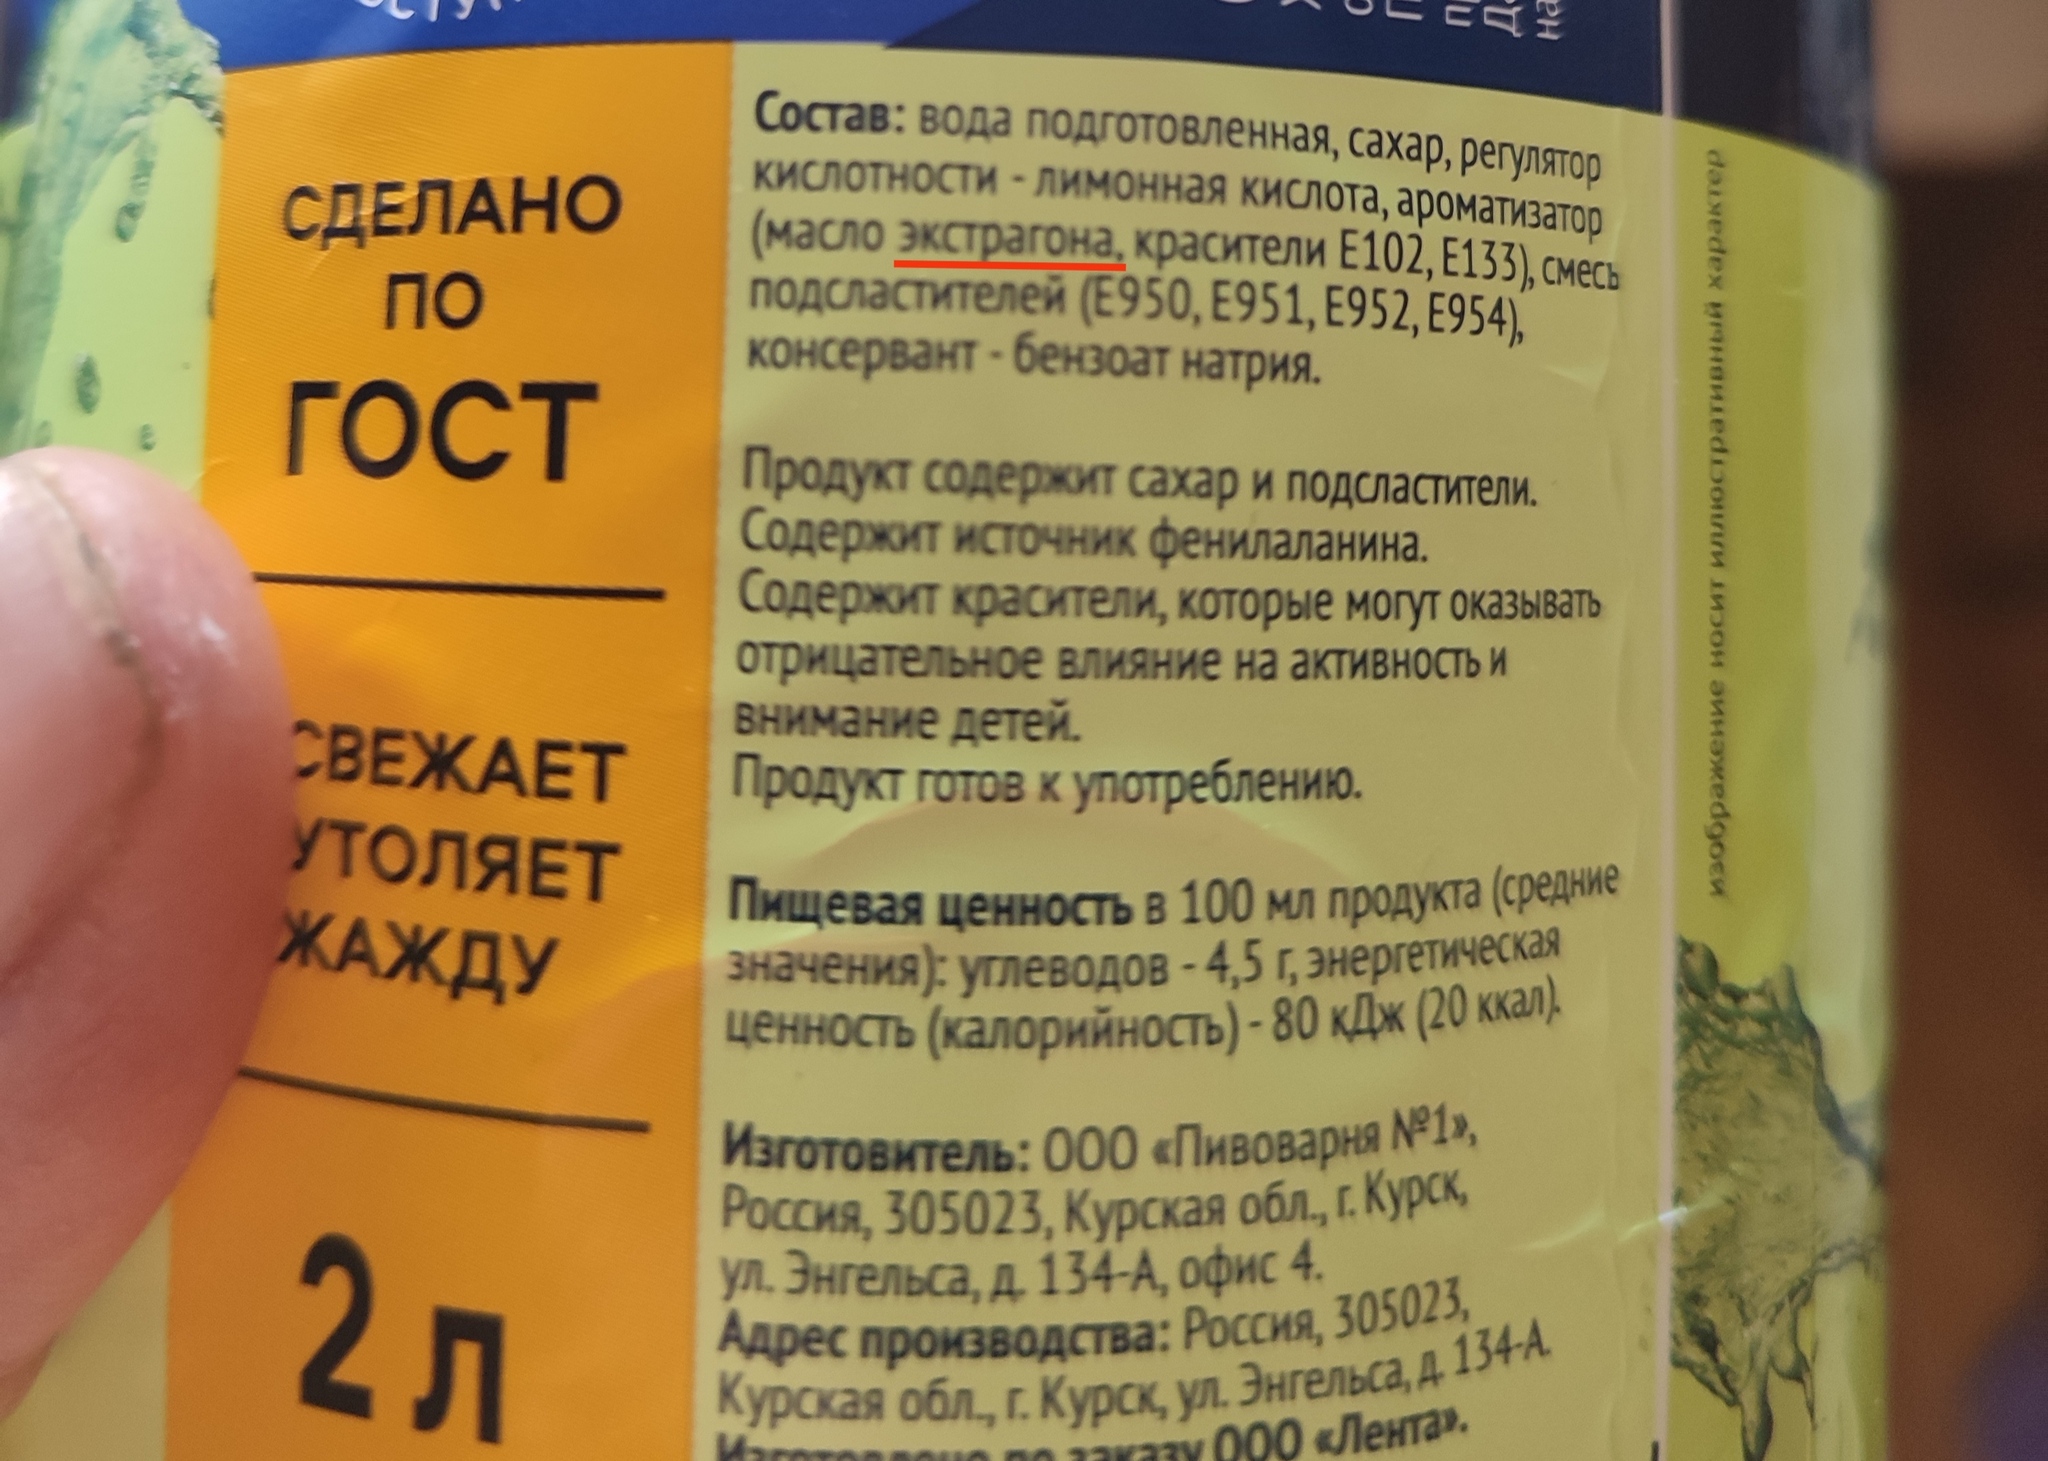 СДЕЛАНО
ПО
ГОСТ
УТОЛЯЕТ
ЖАЖДУ
2 л
Состав: вода подготовленная, сахар, регулятор
кислотности - лимонная кислота, ароматизатор
(масло экстрагона, красители Е102, Е133), смесь
подсластителей (Е950, Е951, Е952, Е954),
консервант - бензоат натрия.
Продукт содержит сахар и подсластители.
Содержит источник фенилаланина.
Содержит красители, которые могут оказывать
отрицательное влияние на активность и
внимание детей.
Продукт готов к употреблению.
Пищевая ценность в 100 мл продукта (средние
значения): углеводов - 4,5 г, энергетическая
ценность (калорийность) - 80 кДж (20 ккал).
Изготовитель: ООО «Пивоварня №1»,
Россия, 305023, Курская обл., г. Курск,
ул. Энгельса, д. 134-А, офис 4.
Адрес производства: Россия, 305023,
Курская обл., г. Курск, ул. Энгельса, д. 134-А.
Изготовлено по заказу ООО «Лента».
изображение носит иллюстративный характер